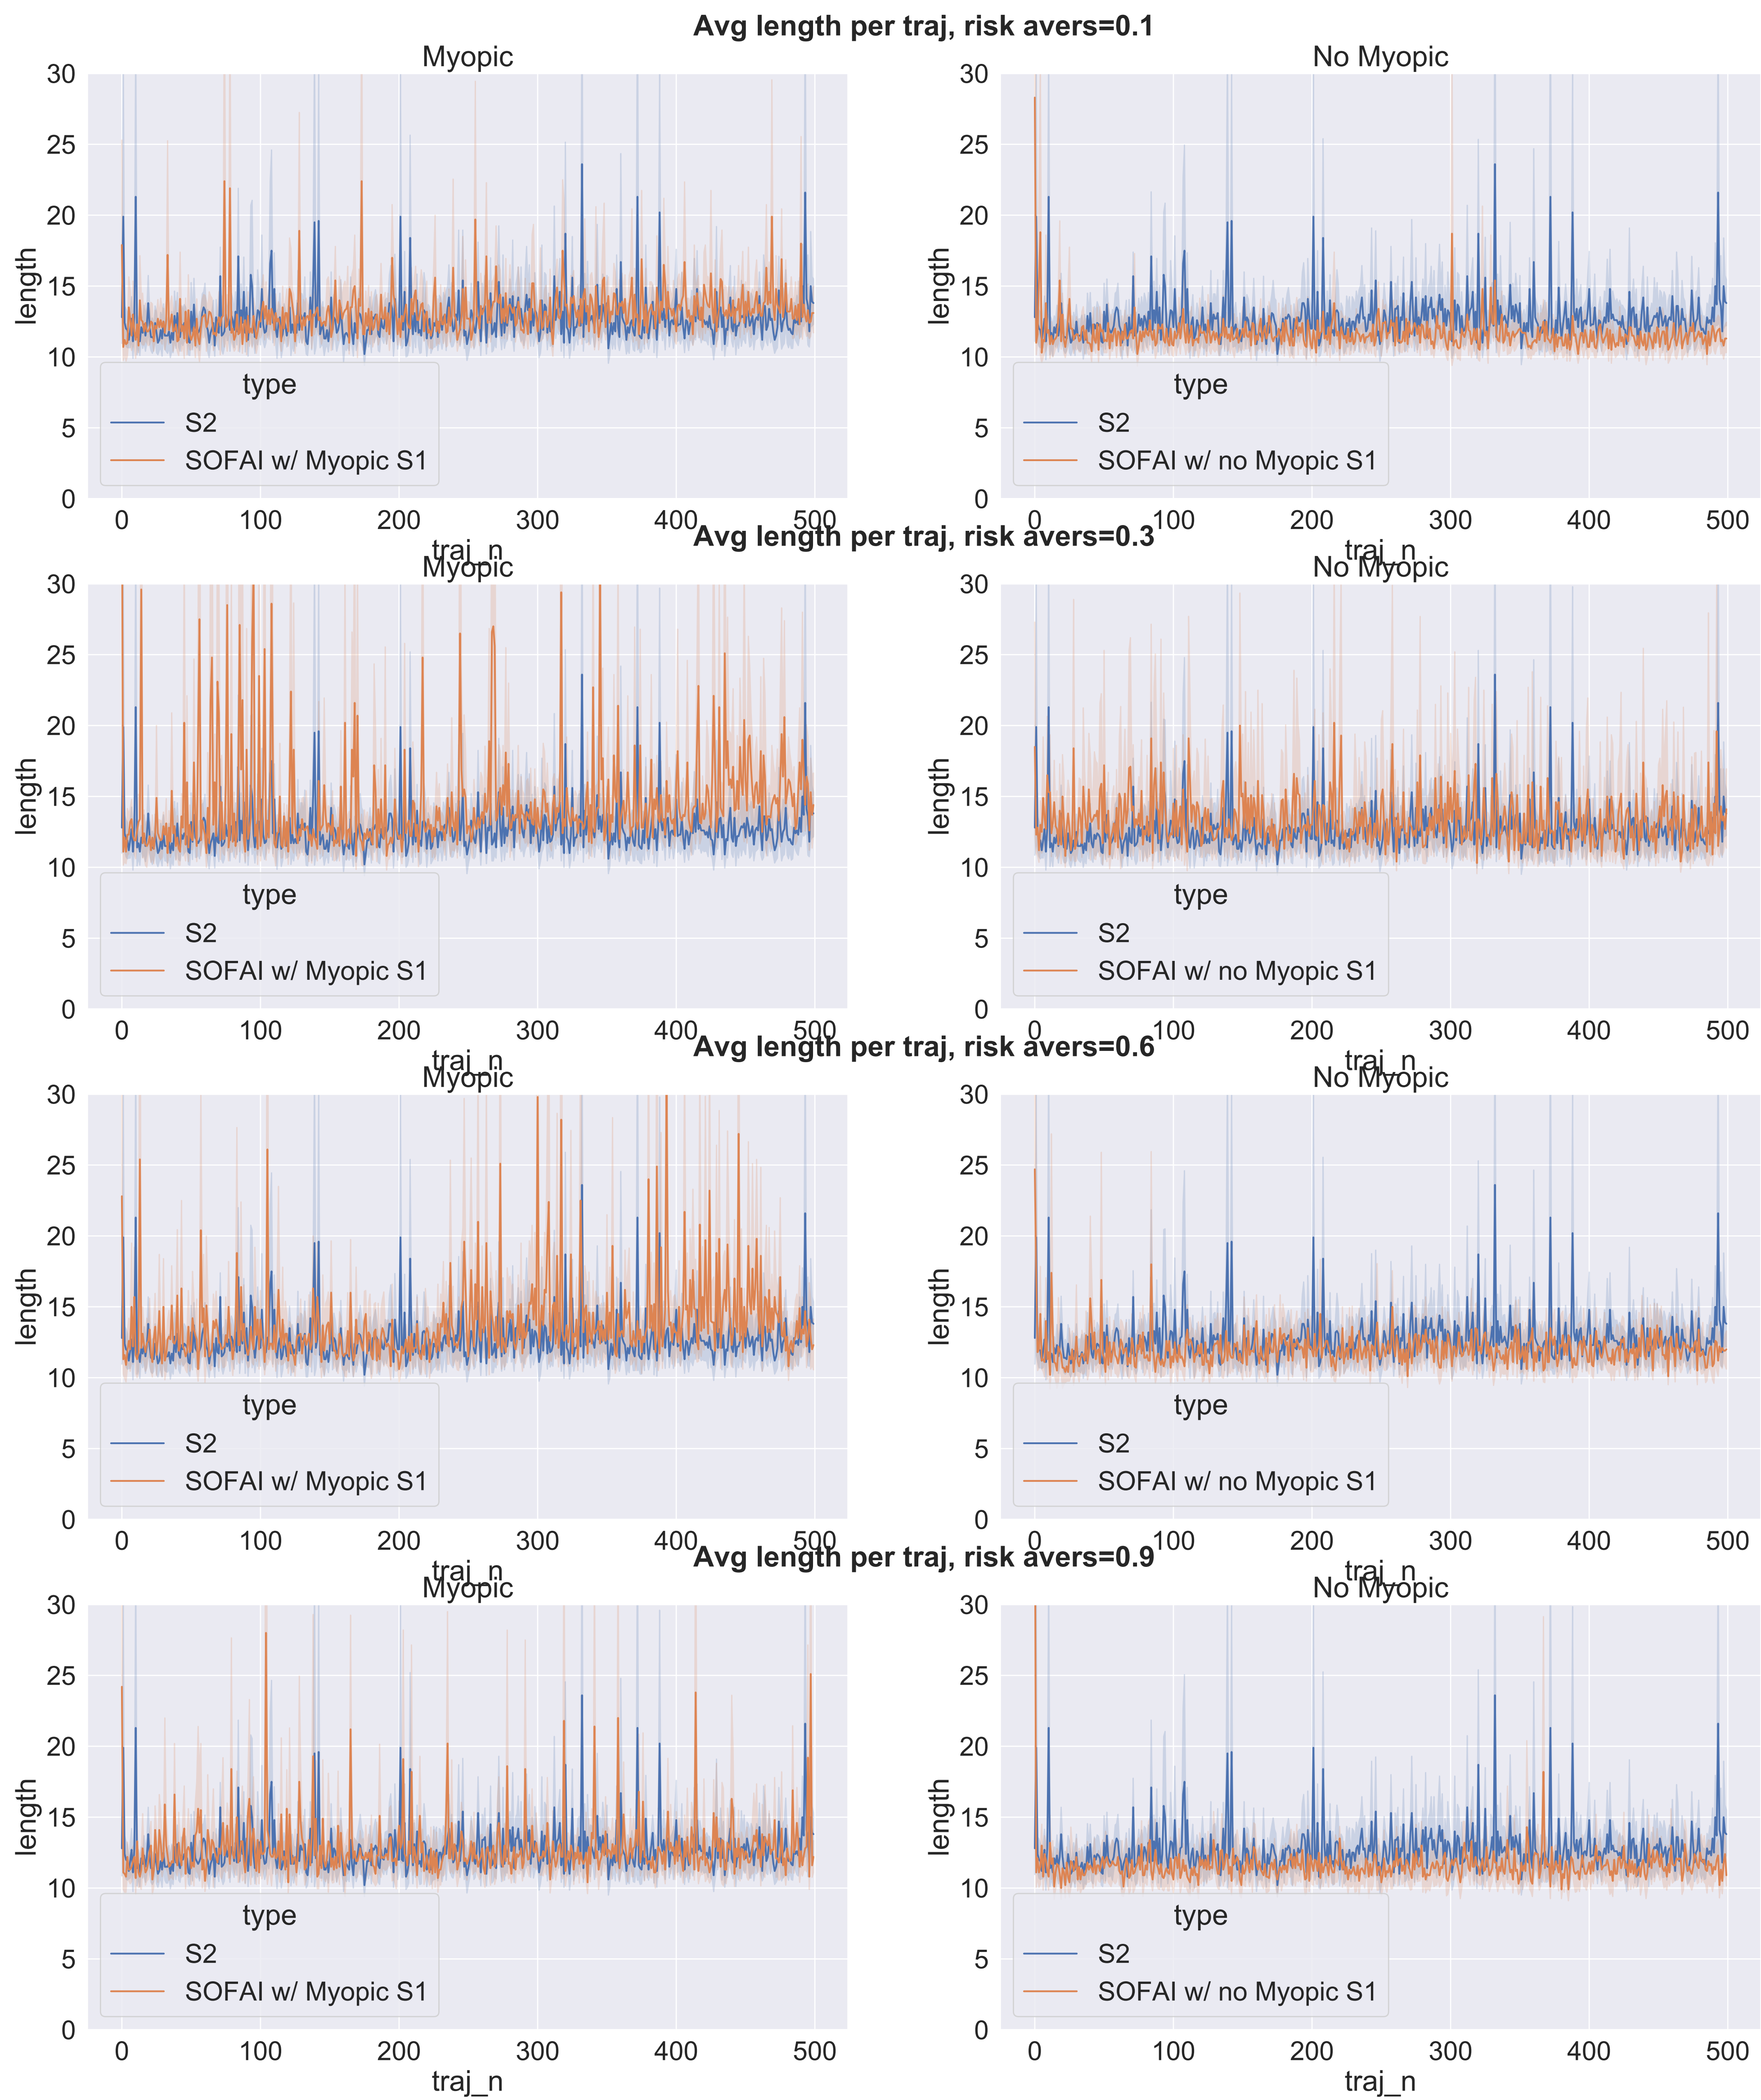 Avg length per traj, risk avers=0.1
Myopic
No Myopic
length
30
25
20
15
10
5
0
type
S2
SOFAI w/ Myopic S1
0 100 200 300 400 500
traj_n
length
30
25
20
15
10
5
0
type
S2
SOFAI w/ no Myopic S1
0 100 200 300 400 500
traj_n
Avg length per traj, risk avers=0.3
Myopic
No Myopic
length
30
25
20
15
10
5
0
type
S2
SOFAI w/ Myopic S1
0 100 200 300 400 500
traj_n
length
30
25
20
15
10
5
0
type
S2
SOFAI w/ no Myopic S1
0 100 200 300 400 500
traj_n
Avg length per traj, risk avers=0.6
Myopic
No Myopic
length
30
25
20
15
10
5
0
type
S2
SOFAI w/ Myopic S1
0 100 200 300 400 500
traj_n
length
30
25
20
15
10
5
0
type
S2
SOFAI w/ no Myopic S1
0 100 200 300 400 500
traj_n
Avg length per traj, risk avers=0.9
Myopic
No Myopic
length
30
25
20
15
10
5
0
type
S2
SOFAI w/ Myopic S1
0 100 200 300 400 500
traj_n
length
30
25
20
15
10
5
0
type
S2
SOFAI w/ no Myopic S1
0 100 200 300 400 500
traj_n